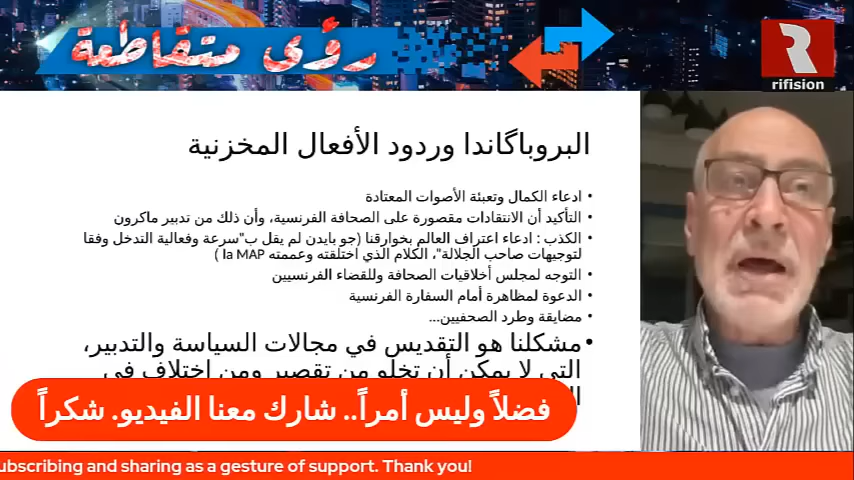 رؤى متقاطعة
rifision
البروباگاندا وردود الأفعال المخزنية
• ادعاء الكمال وتعبئة الأصوات المعتادة
• التأكيد أن الانتقادات مقصورة على الصحافة الفرنسية، وأن ذلك من تدبير ماكرون
• الكذب : ادعاء اعتراف العالم بخوارقنا (جو بايدن لم يقل ب"سرعة وفعالية التدخل وفقا
لتوجيهات صاحب الجلالة"، الكلام الذي اختلقته وعممته la MAP )
• التوجه لمجلس أخلاقيات الصحافة وللقضاء الفرنسيين
• الدعوة لمظاهرة أمام السفارة الفرنسية
• مضايقة وطرد الصحفيين...
• مشكلنا هو التقديس في مجالات السياسة والتدبير،
التي لا يمكن أن تخلو من تقصير ومن اختلاف في
فضلاً وليس أمراً.. شارك معنا الفيديو. شكراً
ubscribing and sharing as a gesture of support. Thank you!